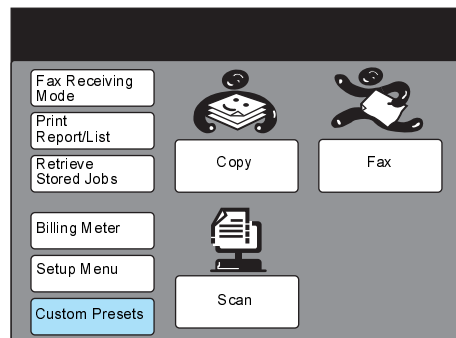 Fax Receiving
Mode
Print
Report/List
Retrieve
Stored Jobs
Billing Meter
Setup Menu
Custom Presets
Copy
Fax
Scan